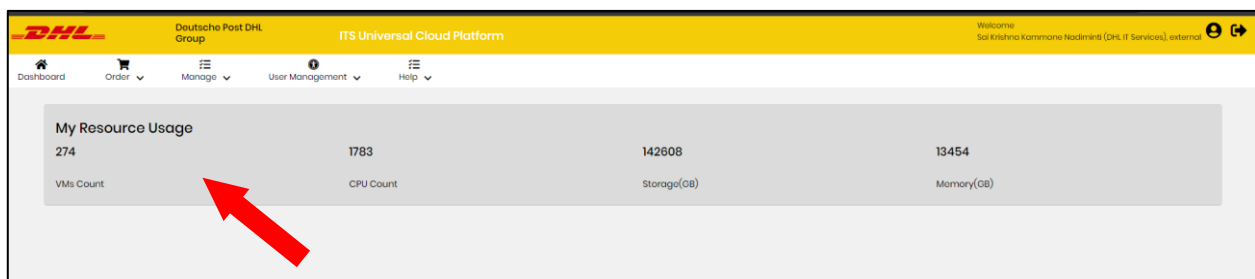 DHL
Deutsche Post DHL
Group
ITS Universal Cloud Platform
Welcome
Sai Krishna Kammane Nadiminti (DHL IT Services), external
Dashboard
Order
Manage
User Management
Help
My Resource Usage
274
1783
142608
13454
VMs Count
CPU Count
Storage(GB)
Memory(GB)